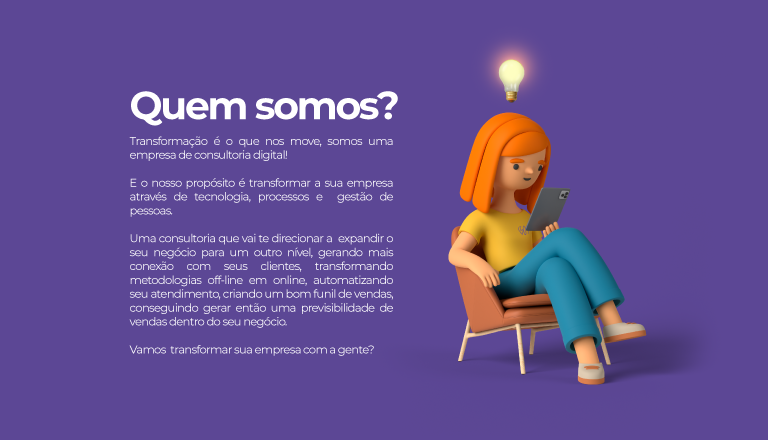 Quem somos?
Transformação é o que nos move, somos uma
empresa de consultoria digital!
E o nosso propósito é transformar a sua empresa
através de tecnologia, processos e gestão de
pessoas.
Uma consultoria que vai te direcionar a expandir o
seu negócio para um outro nível, gerando mais
conexão com seus clientes, transformando
metodologias off-line em online, automatizando
seu atendimento, criando um bom funil de vendas,
conseguindo gerar então uma previsibilidade de
vendas dentro do seu negócio.
Vamos transformar sua empresa com a gente?